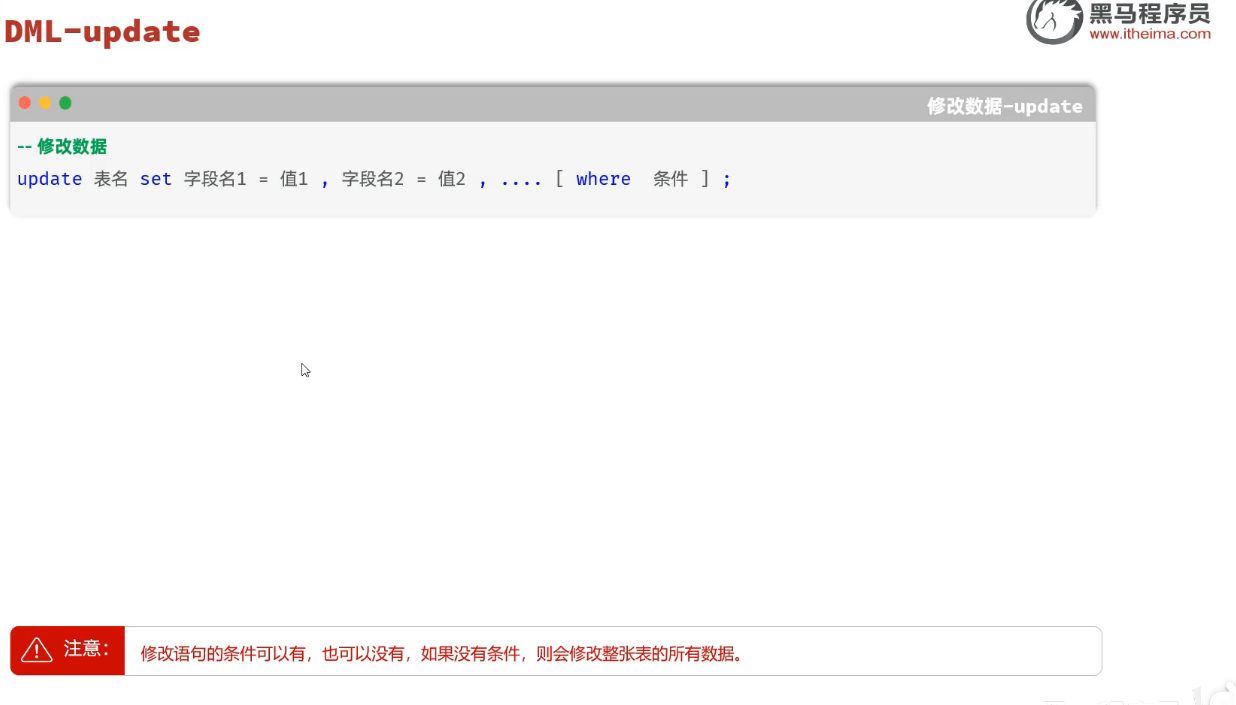 DML-update
黑马程序员
www.itheima.com
修改数据-update
-- 修改数据
update 表名 set 字段名1 = 值1 , 字段名2 = 值2 , .... [ where 条件 ] ;
注意：
修改语句的条件可以有，也可以没有，如果没有条件，则会修改整张表的所有数据。